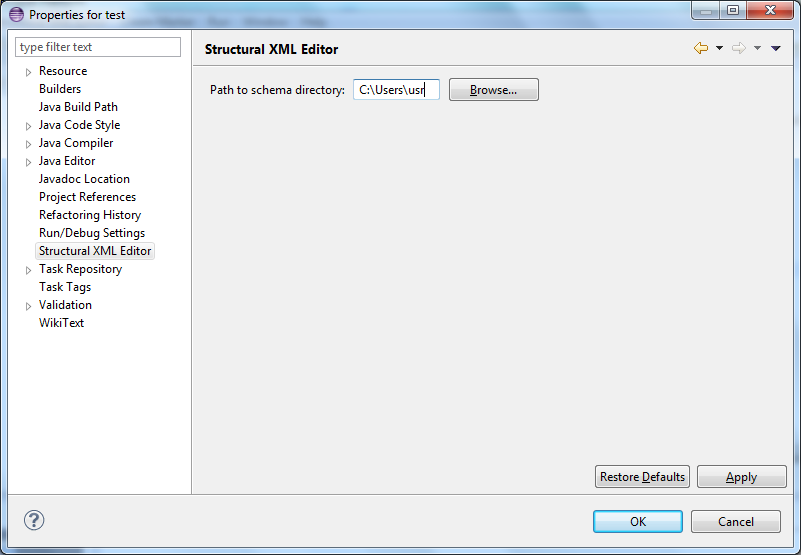 Properties for test
type filter text
Structural XML Editor
Resource
Builders
Java Build Path
Java Code Style
Java Compiler
Java Editor
Javadoc Location
Project References
Refactoring History
Run/Debug Settings
Structural XML Editor
Task Repository
Task Tags
Validation
WikiText
Path to schema directory: C:\Users\usr Browse...
Restore Defaults Apply
OK Cancel